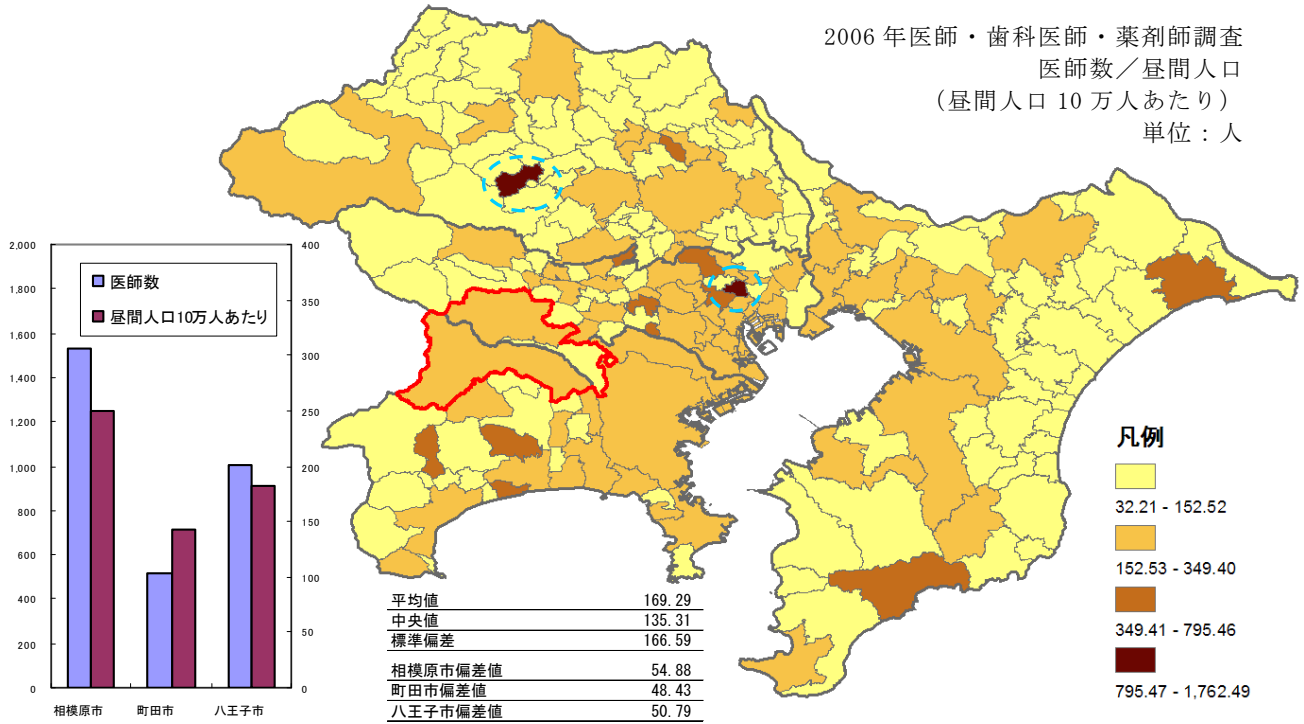 2006 年医師・歯科医師・薬剤師調査
医師数／昼間人口
（昼間人口 10 万人あたり）
単位：人
2,000
1,800
1,600
1,400
1,200
1,000
800
600
400
200
0
医師数
昼間人口10万人あたり
400
350
300
250
200
150
100
50
0
相模原市 町田市 八王子市
平均値 169.29
中央値 135.31
標準偏差 166.59
相模原市偏差値 54.88
町田市偏差値 48.43
八王子市偏差値 50.79
凡例
32.21 - 152.52
152.53 - 349.40
349.41 - 795.46
795.47 - 1,762.49